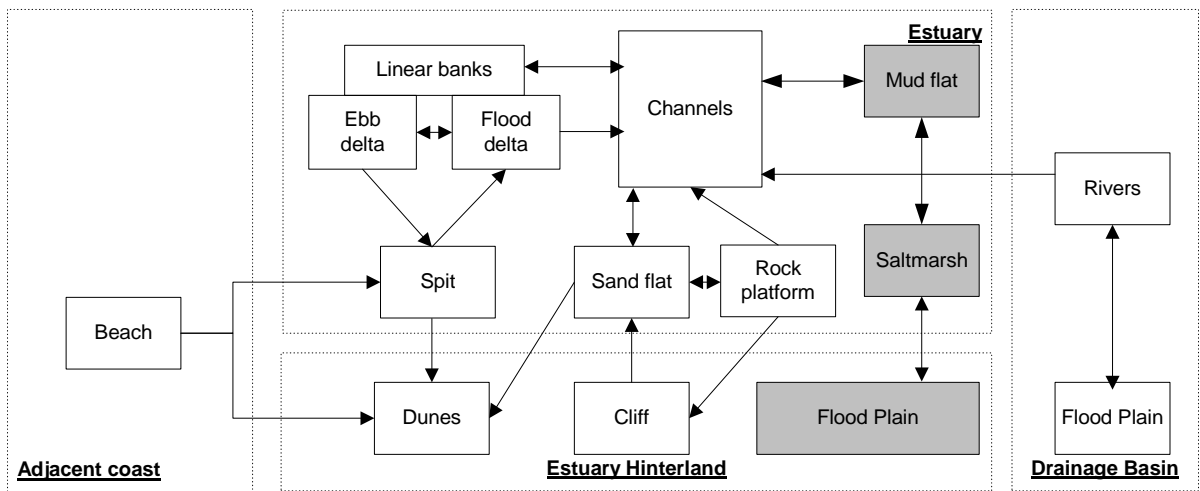 Estuary
Linear banks
Channels
Mud flat
Ebb
delta
Flood
delta
Rivers
Spit
Sand flat
Rock
platform
Saltmarsh
Beach
Dunes
Cliff
Flood Plain
Flood Plain
Adjacent coast
Estuary Hinterland
Drainage Basin